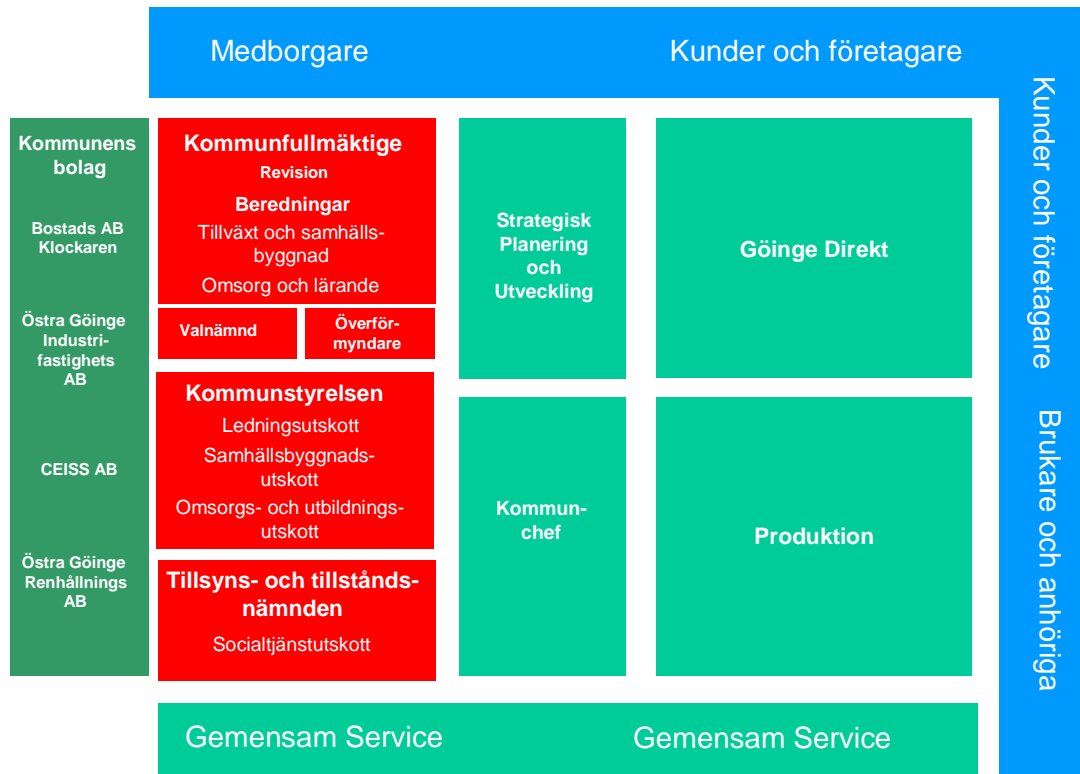 Medborgare
Kunder och företagare
Kunder och företagare
Brukare och anhöriga
Kommunens
bolag
Bostads AB
Klockaren
Östra Göinge
Industri-
fastighets
AB
CEISS AB
Östra Göinge
Renhållnings
AB
Kommunfullmäktige
Revision
Beredningar
Tillväxt och samhälls-
byggnad
Omsorg och lärande
Valnämnd
Överför-
myndare
Kommunstyrelsen
Ledningsutskott
Samhällsbyggnads-
utskott
Omsorgs- och utbildnings-
utskott
Tillsyns- och tillstånds-
nämnden
Socialtjänstutskott
Strategisk
Planering
och
Utveckling
Kommun-
chef
Göinge Direkt
Produktion
Gemensam Service
Gemensam Service